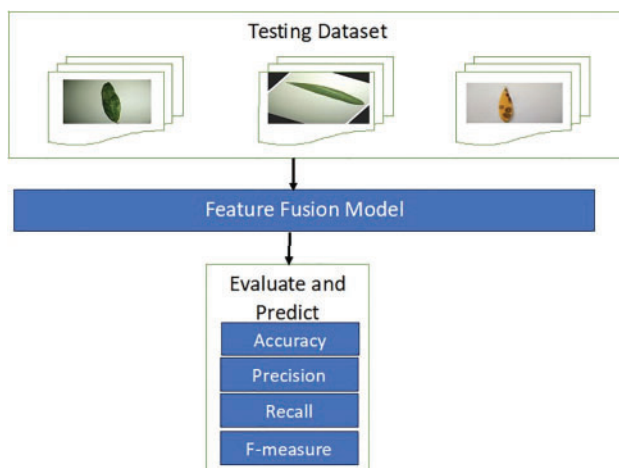 Testing Dataset
Feature Fusion Model
Evaluate and
Predict
Accuracy
Precision
Recall
F-measure